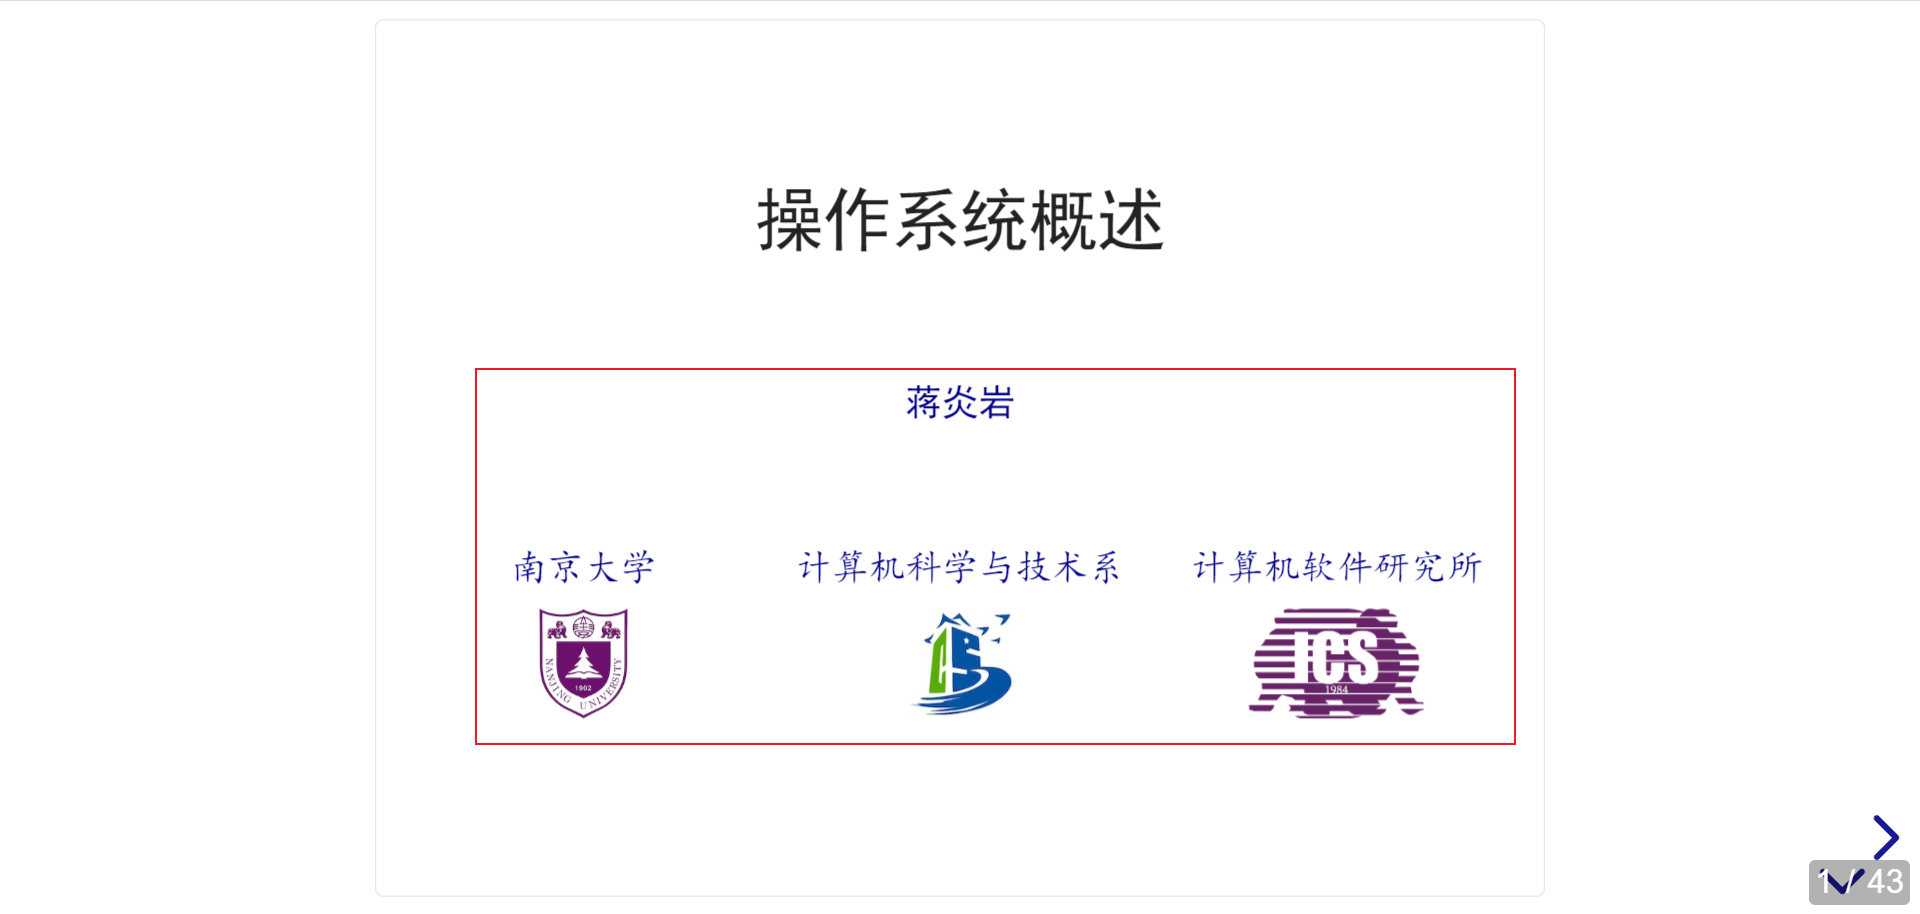 操作系统概述
蒋炎岩
南京大学
计算机科学与技术系
计算机软件研究所
NANJING UNIVERSITY
1902
ICS
1984
1 / 43